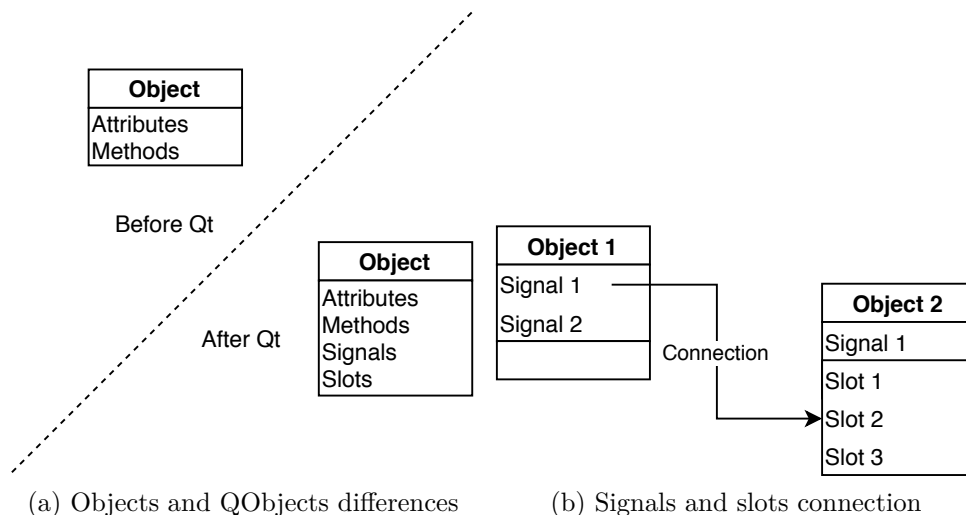 Object
Attributes
Methods
Before Qt
After Qt
Object
Attributes
Methods
Signals
Slots
(a) Objects and QObjects differences
Object 1
Signal 1
Signal 2
Connection
Object 2
Signal 1
Slot 1
Slot 2
Slot 3
(b) Signals and slots connection